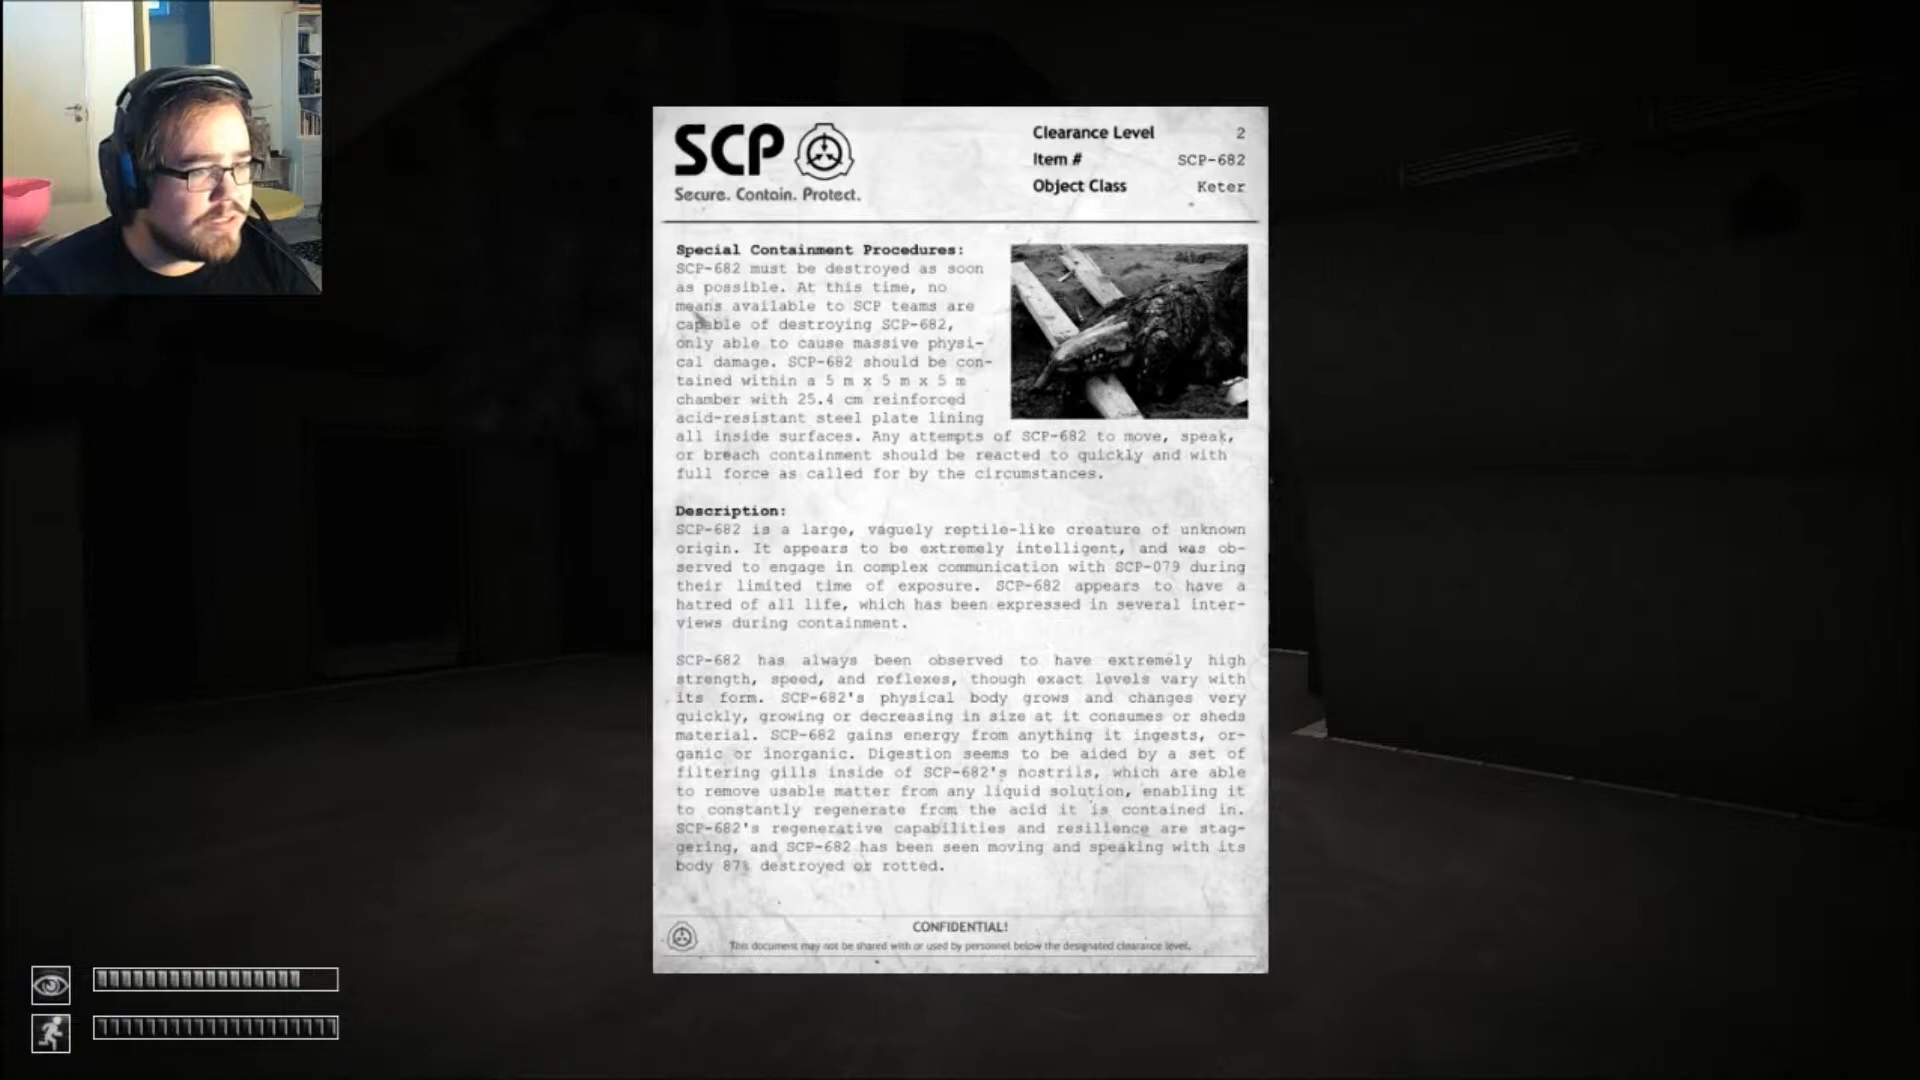 SCP
Secure. Contain. Protect.
Clearance Level 2
Item # SCP-682
Object Class Keter
Special Containment Procedures:
SCP-682 must be destroyed as soon
as possible. At this time, no
means available to SCP teams are
capable of destroying SCP-682,
only able to cause massive physi-
cal damage. SCP-682 should be con-
tained within a 5 m x 5 m x 5 m
chamber with 25.4 cm reinforced
acid-resistant steel plate lining
all inside surfaces. Any attempts of SCP-682 to move, speak,
or breach containment should be reacted to quickly and with
full force as called for by the circumstances.
Description:
SCP-682 is a large, vaguely reptile-like creature of unknown
origin. It appears to be extremely intelligent, and was ob-
served to engage in complex communication with SCP-079 during
their limited time of exposure. SCP-682 appears to have a
hatred of all life, which has been expressed in several inter-
views during containment.
SCP-682 has always been observed to have extremely high
strength, speed, and reflexes, though exact levels vary with
its form. SCP-682's physical body grows and changes very
quickly, growing or decreasing in size at it consumes or sheds
material. SCP-682 gains energy from anything it ingests, or-
ganic or inorganic. Digestion seems to be aided by a set of
filtering gills inside of SCP-682's nostrils, which are able
to remove usable matter from any liquid solution, enabling it
to constantly regenerate from the acid it is contained in.
SCP-682's regenerative capabilities and resilience are stag-
gering, and SCP-682 has been seen moving and speaking with its
body 87% destroyed or rotted.
CONFIDENTIAL!
This document may not be shared with or used by personnel below the designated clearance level.